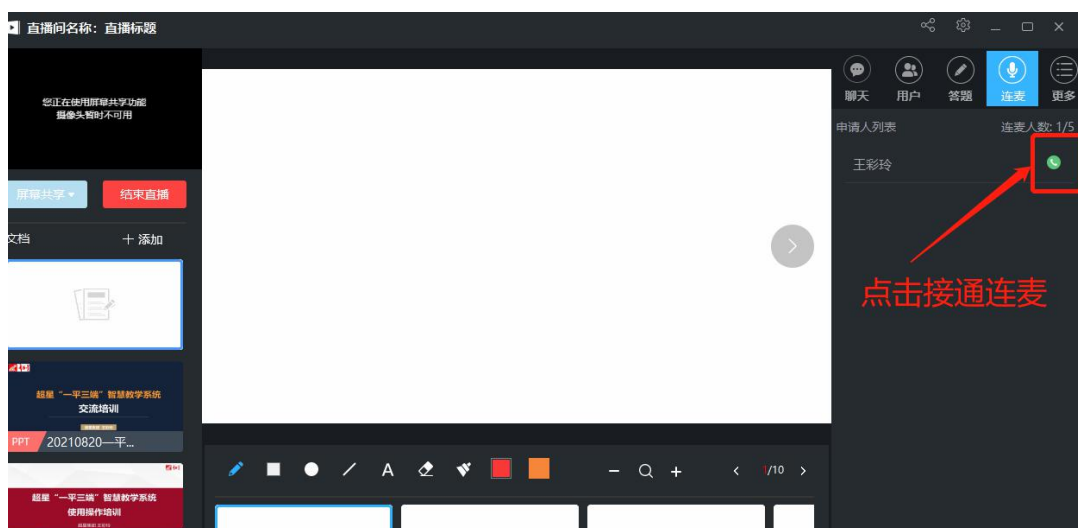 直播间名称：直播标题
您正在使用屏幕共享功能
摄像头暂时不可用
屏幕共享
结束直播
文档
+ 添加
超星“一平三端”智慧教学系统
交流培训
PPT
20210820—平...
超星“一平三端”智慧教学系统
使用操作培训
A
1/10
聊天
用户
答题
连麦
更多
申请人列表
连麦人数: 1/5
王彩玲
点击接通连麦